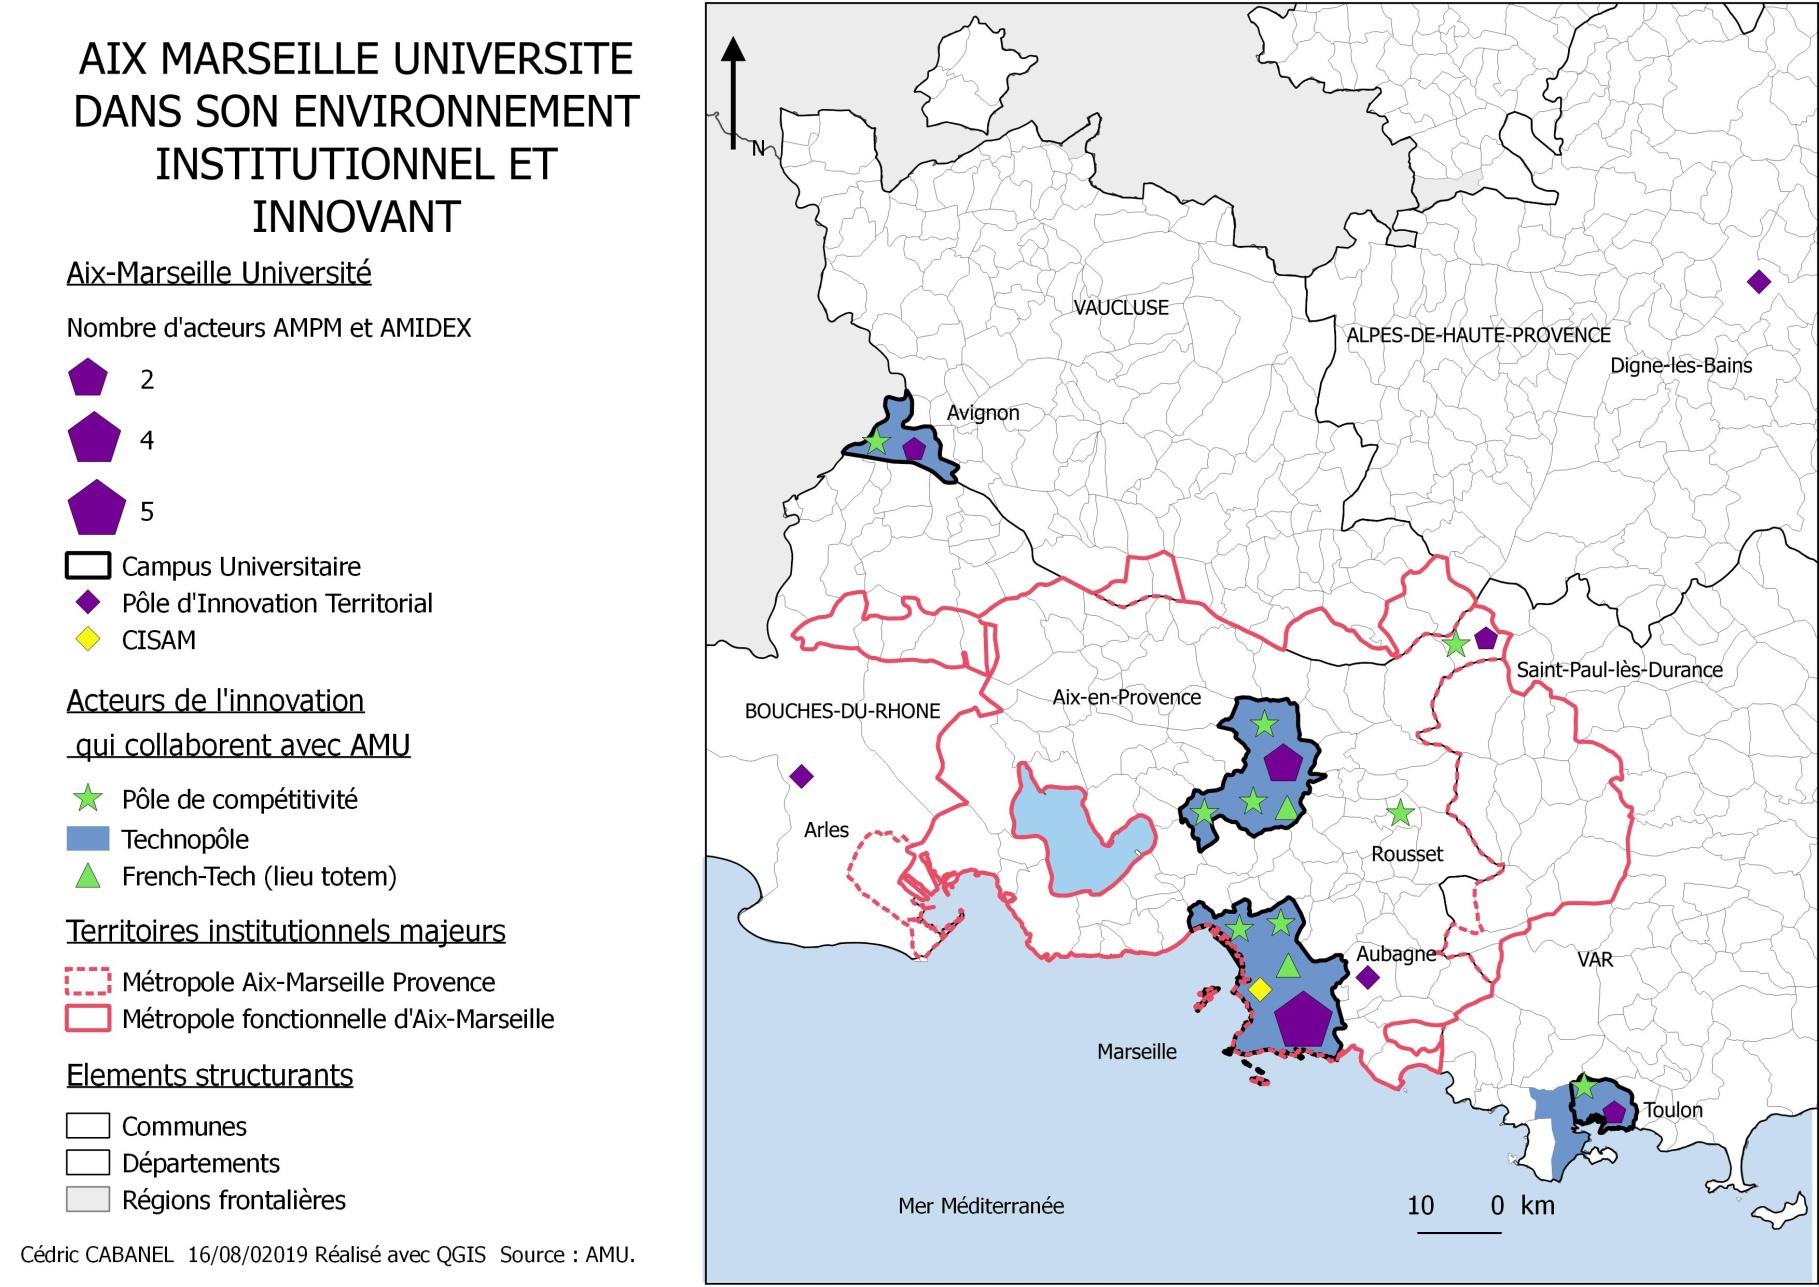 AIX MARSEILLE UNIVERSITE
DANS SON ENVIRONNEMENT
INSTITUTIONNEL ET
INNOVANT
Aix-Marseille Université
Nombre d'acteurs AMPM et AMIDEX
2
4
5
Campus Universitaire
Pôle d'Innovation Territorial
CISAM
Acteurs de l'innovation
qui collaborent avec AMU
Pôle de compétitivité
Technopôle
French-Tech (lieu totem)
Territoires institutionnels majeurs
Métropole Aix-Marseille Provence
Métropole fonctionnelle d'Aix-Marseille
Elements structurants
Communes
Départements
Régions frontalières
Cédric CABANEL 16/08/02019 Réalisé avec QGIS Source : AMU.
N
VAUCLUSE
ALPES-DE-HAUTE-PROVENCE
Digne-les-Bains
Avignon
Saint-Paul-lès-Durance
Aix-en-Provence
BOUCHES-DU-RHONE
Arles
Rousset
Aubagne
VAR
Marseille
Toulon
Mer Méditerranée
10 0 km